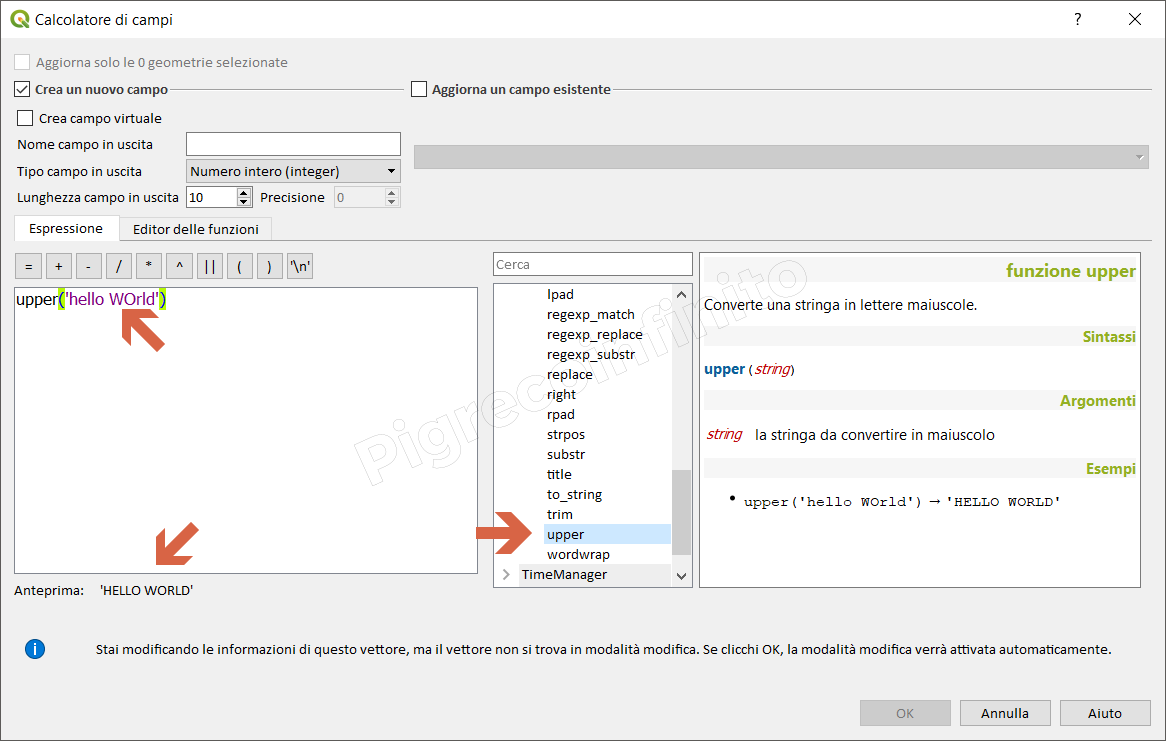 Calcolatore di campi
?
Aggiorna solo le 0 geometrie selezionate
Crea un nuovo campo
Aggiorna un campo esistente
Crea campo virtuale
Nome campo in uscita
Tipo campo in uscita
Numero intero (integer)
Lunghezza campo in uscita 10 Precisione 0
Espressione Editor delle funzioni
= + - / * ^ || ( ) '\n'
upper('hello WOrld')
Anteprima: 'HELLO WORLD'
Cerca
lpad
regexp_match
regexp_replace
regexp_substr
replace
right
rpad
strpos
substr
title
to_string
trim
upper
wordwrap
TimeManager
funzione upper
Converte una stringa in lettere maiuscole.
Sintassi
upper (string)
Argomenti
string la stringa da convertire in maiuscolo
Esempi
• upper('hello WOrld') → 'HELLO WORLD'
Pigrecoinfinito
i
Stai modificando le informazioni di questo vettore, ma il vettore non si trova in modalità modifica. Se clicchi OK, la modalità modifica verrà attivata automaticamente.
OK Annulla Aiuto